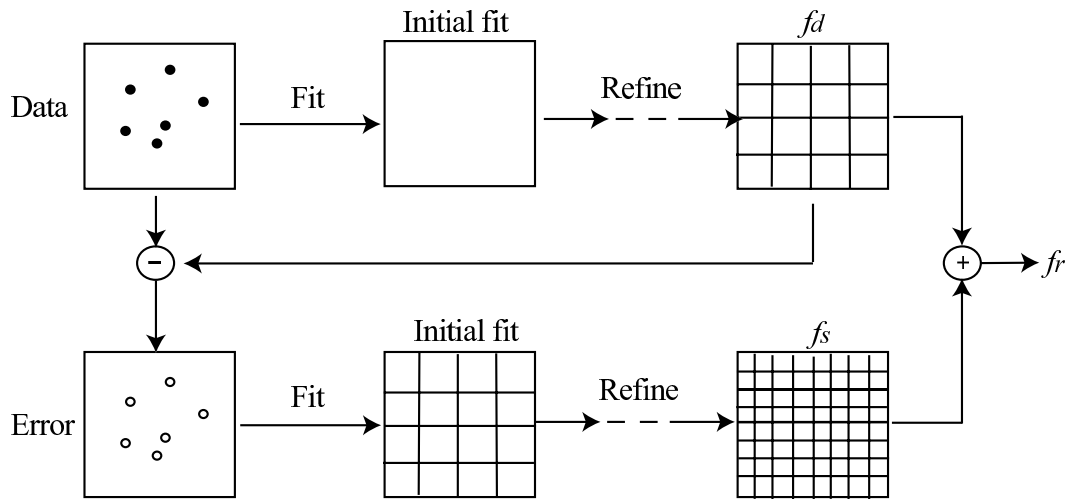 Initial fit
fd
Data
Fit
Refine
−
+
fr
Initial fit
fs
Error
Fit
Refine